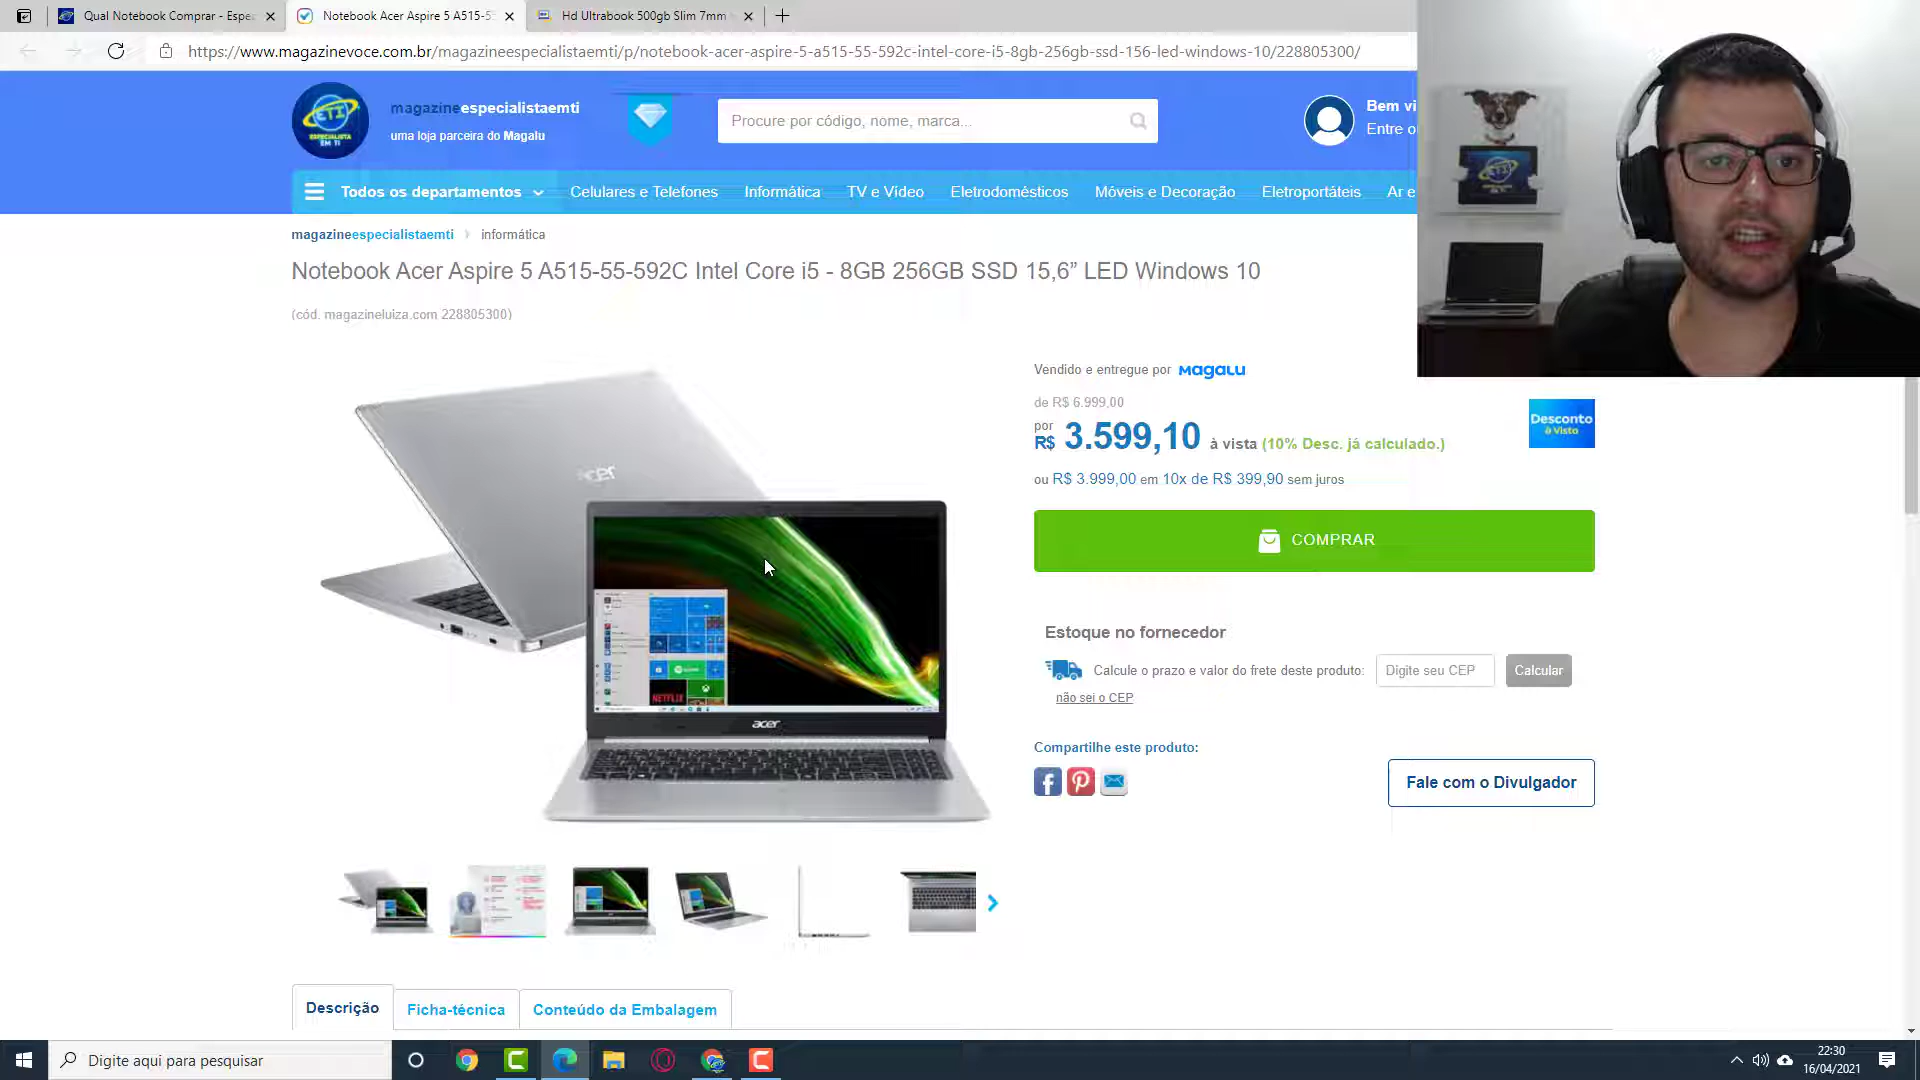 Qual Notebook Comprar - Espe
Notebook Acer Aspire 5 A515-5
Hd Ultrabook 500gb Slim 7mm
https://www.magazinevoce.com.br/magazineespecialistaemti/p/notebook-acer-aspire-5-a515-55-592c-intel-core-i5-8gb-256gb-ssd-156-led-windows-10/228805300/
ETI
ESPECIALISTA
EM TI
magazineespecialistaemti
uma loja parceira do Magalu
Procure por código, nome, marca...
Bem vi
Entre o
Todos os departamentos
Celulares e Telefones
Informática
TV e Vídeo
Eletrodomésticos
Móveis e Decoração
Eletroportáteis
Ar e
magazineespecialistaemti
informática
Notebook Acer Aspire 5 A515-55-592C Intel Core i5 - 8GB 256GB SSD 15,6” LED Windows 10
(cód. magazineluiza.com 228805300)
Vendido e entregue por Magalu
de R$ 6.999,00
por
R$ 3.599,10 à vista (10% Desc. já calculado.)
Desconto
à Vista
ou R$ 3.999,00 em 10x de R$ 399,90 sem juros
COMPRAR
acer
NETFLIX
acer
Estoque no fornecedor
Calcule o prazo e valor do frete deste produto:
Digite seu CEP
Calcular
não sei o CEP
Compartilhe este produto:
Fale com o Divulgador
Descrição
Ficha-técnica
Conteúdo da Embalagem
Digite aqui para pesquisar
22:30
16/04/2021